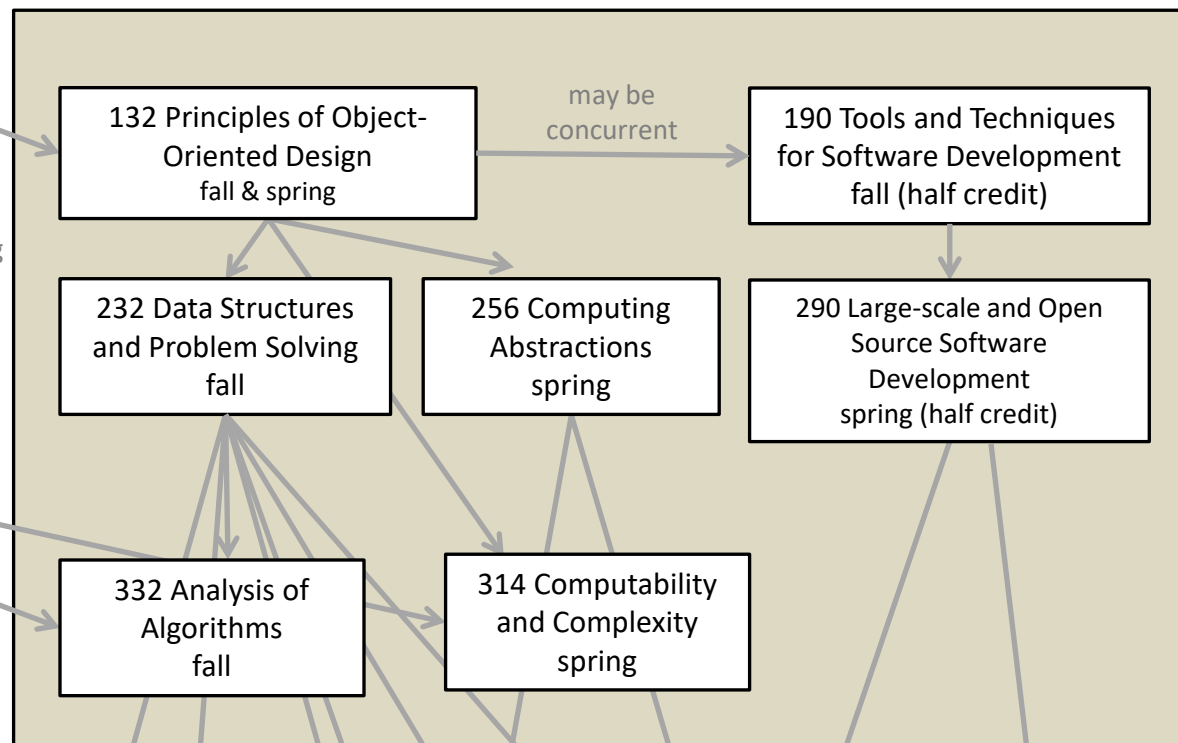 132 Principles of Object-
Oriented Design
fall & spring
may be
concurrent
190 Tools and Techniques
for Software Development
fall (half credit)
232 Data Structures
and Problem Solving
fall
256 Computing
Abstractions
spring
290 Large-scale and Open
Source Software
Development
spring (half credit)
332 Analysis of
Algorithms
fall
314 Computability
and Complexity
spring